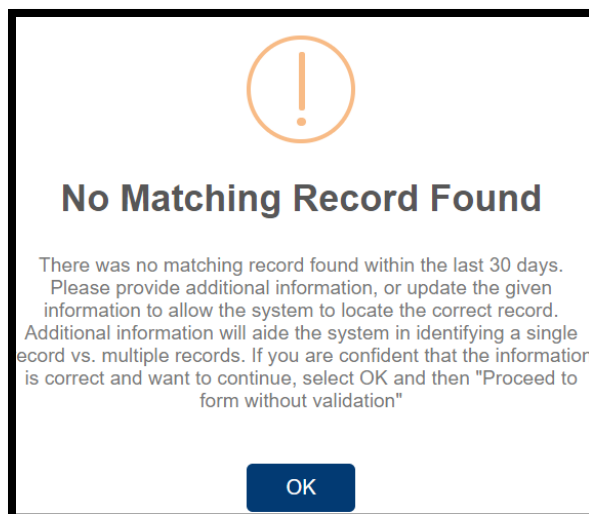 No Matching Record Found
There was no matching record found within the last 30 days.
Please provide additional information, or update the given
information to allow the system to locate the correct record.
Additional information will aide the system in identifying a single
ecord vs. multiple records. If you are confident that the information
is correct and want to continue, select OK and then "Proceed to
form without validation"
OK